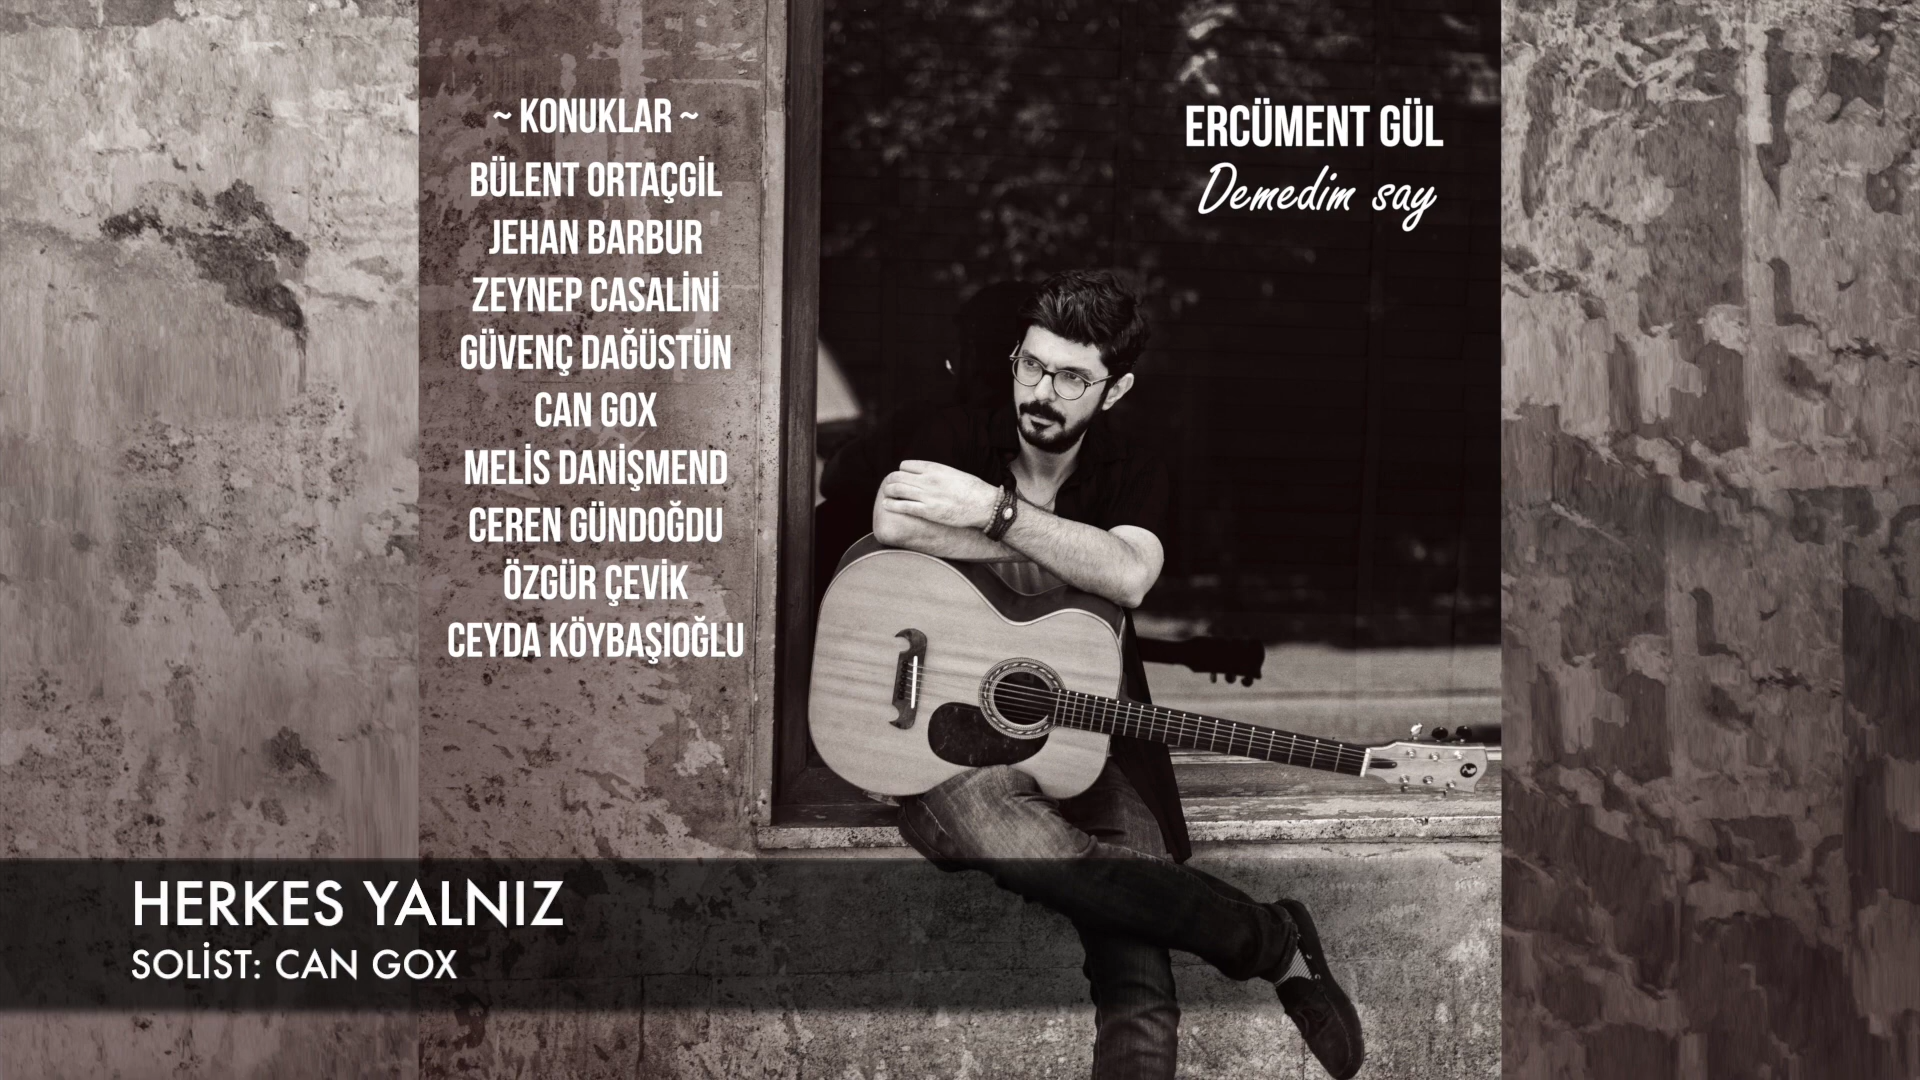 ~ KONUKLAR ~
BÜLENT ORTAÇGİL
JEHAN BARBUR
ZEYNEP CASALİNİ
GÜVENÇ DAĞÜSTÜN
CAN GOX
MELİS DANİŞMEND
CEREN GÜNDOĞDU
ÖZGÜR ÇEVİK
CEYDA KÖYBAŞIOĞLU
ERCÜMENT GÜL
Demedim say
HERKES YALNIZ
SOLİST: CAN GOX